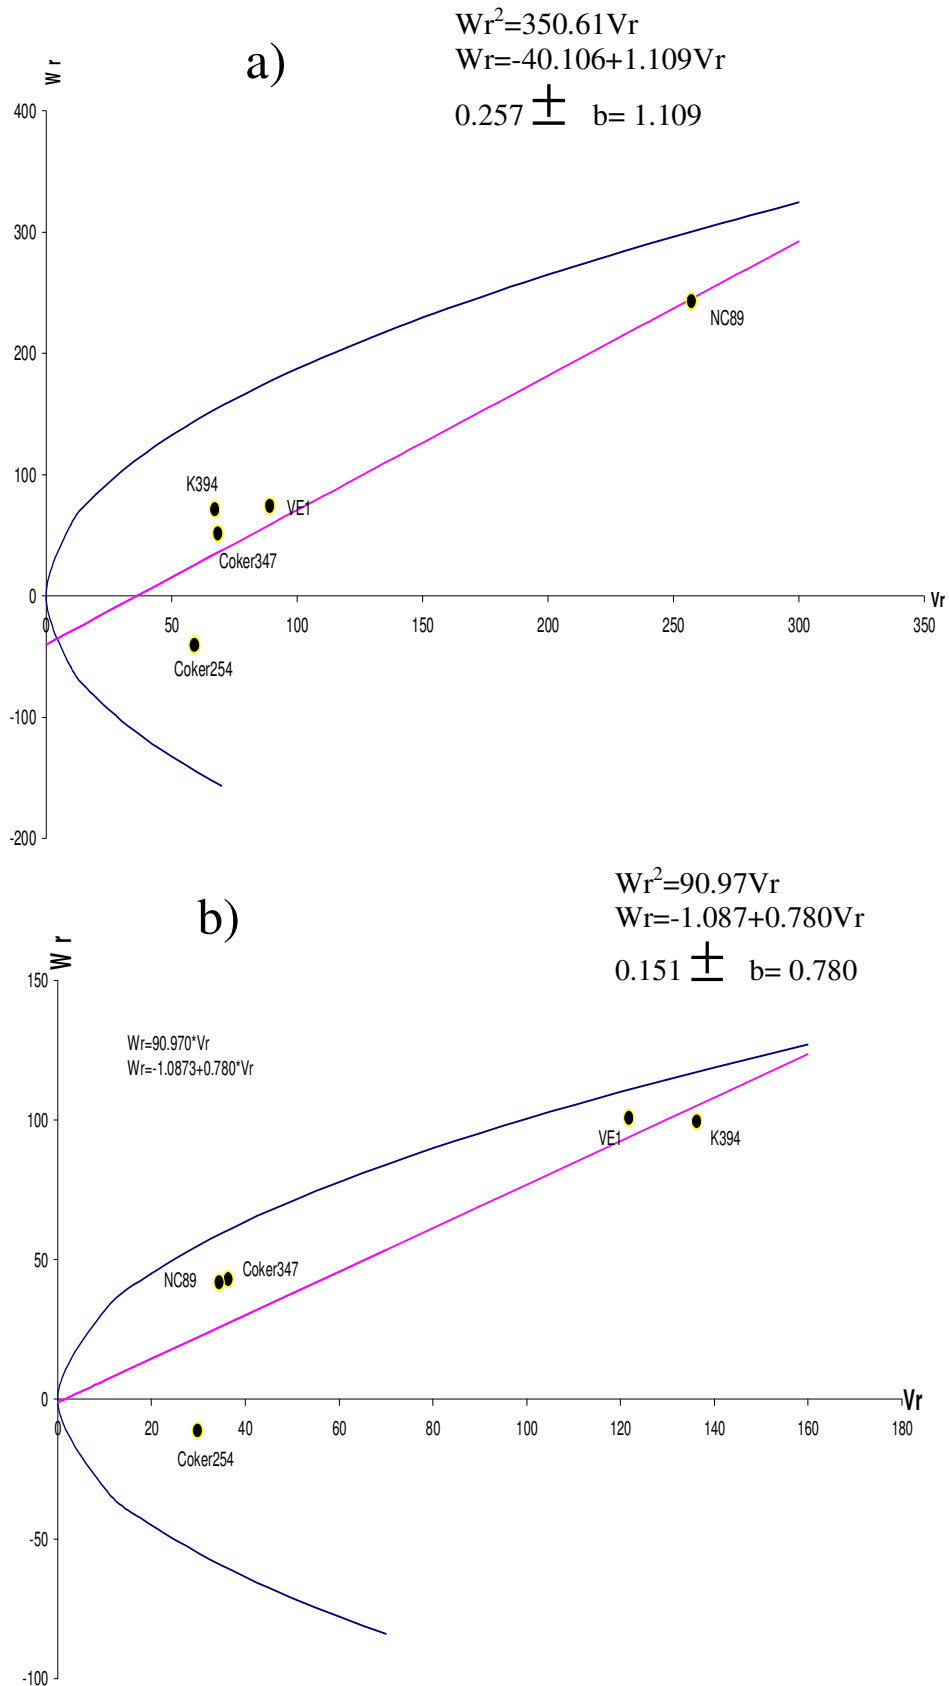 Wr²=350.61Vr
Wr=-40.106+1.109Vr
0.257 ± b= 1.109
a)
Wr
400
300
200
100
0
-100
-200
0 50 100 150 200 250 300 350
Vr
NC89
K394
VE1
Coker347
Coker254
Wr²=90.97Vr
Wr=-1.087+0.780Vr
0.151 ± b= 0.780
b)
Wr
150
100
50
0
-50
-100
Wr=90.970*Vr
Wr=-1.0873+0.780*Vr
VE1
K394
NC89
Coker347
Vr
0 20 40 60 80 100 120 140 160 180
Coker254